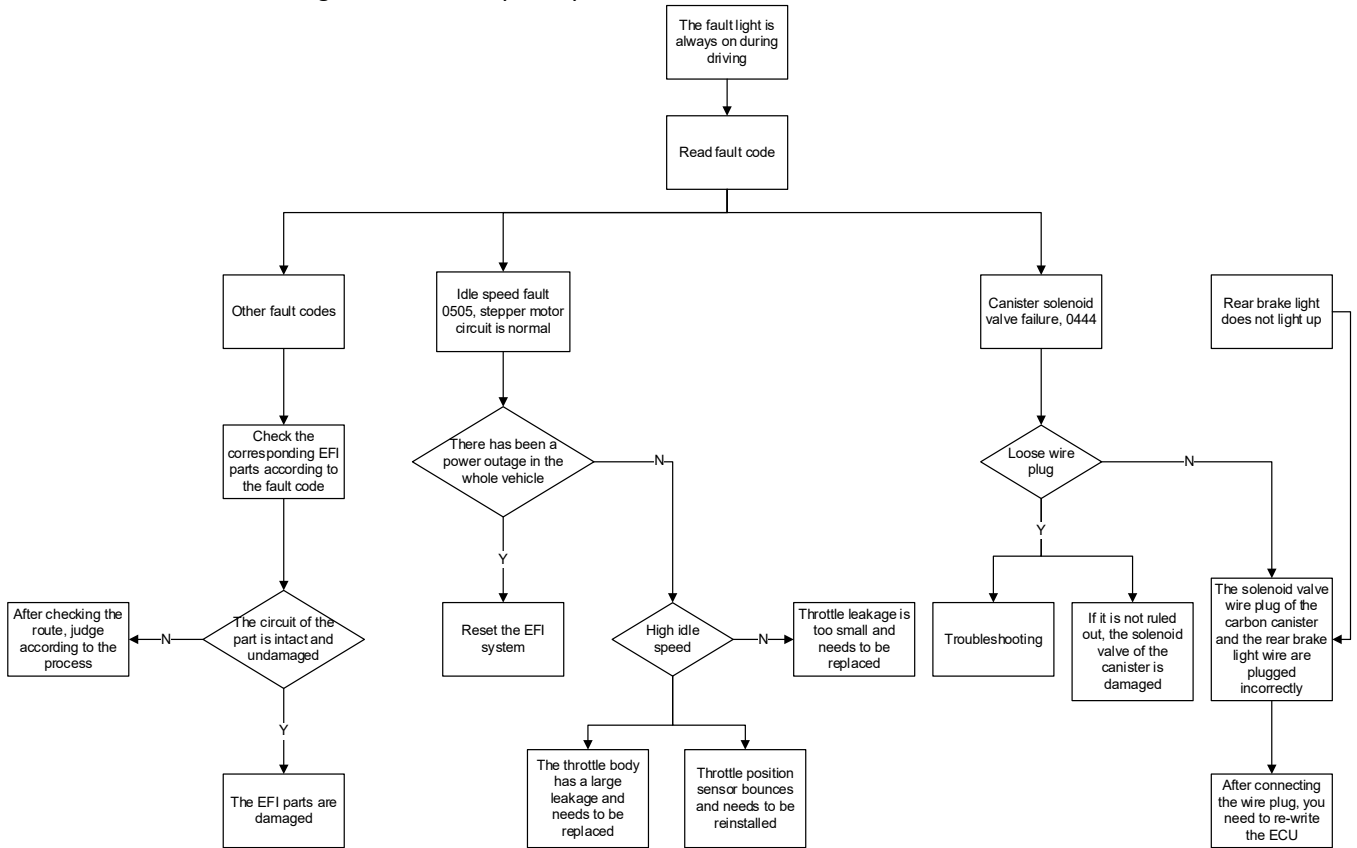 The fault light is
always on during
driving
Read fault code
Other fault codes
Idle speed fault
0505, stepper motor
circuit is normal
Canister solenoid
valve failure, 0444
Rear brake light
does not light up
Check the
corresponding EFI
parts according to
the fault code
There has been a
power outage in the
whole vehicle
N
Loose wire
plug
N
Y
Y
After checking the
route, judge
according to the
process
N
The circuit of the
part is intact and
undamaged
Reset the EFI
system
High idle
speed
N
Throttle leakage is
too small and
needs to be
replaced
Troubleshooting
If it is not ruled
out, the solenoid
valve of the
canister is
damaged
The solenoid valve
wire plug of the
carbon canister
and the rear brake
light wire are
plugged
incorrectly
Y
The EFI parts are
damaged
The throttle body
has a large
leakage and
needs to be
replaced
Throttle position
sensor bounces
and needs to be
reinstalled
After connecting
the wire plug, you
need to re-write
the ECU